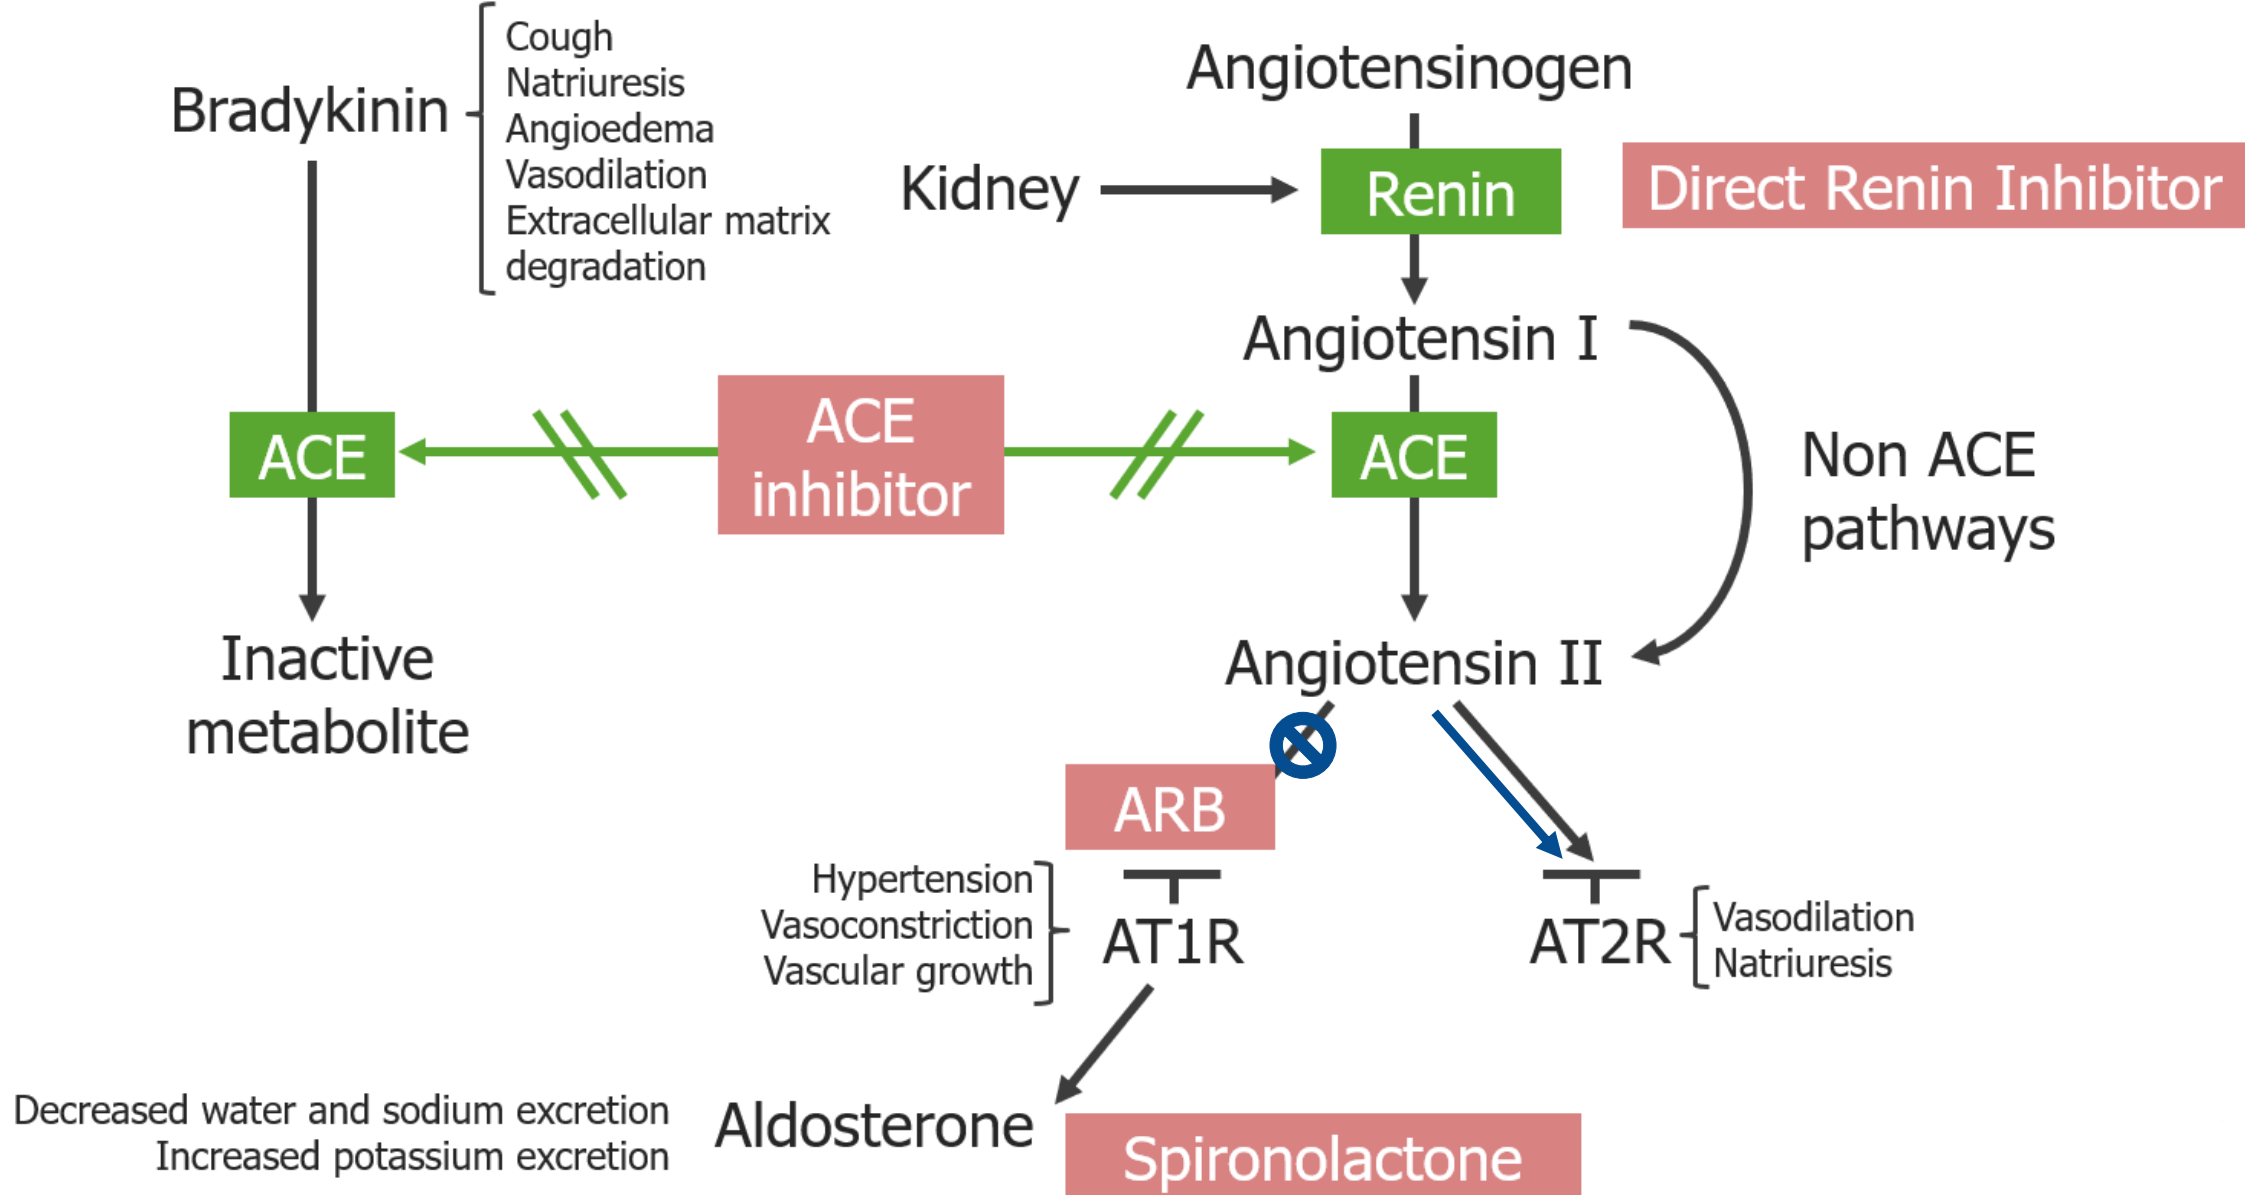 Bradykinin
Cough
Natriuresis
Angioedema
Vasodilation
Extracellular matrix
degradation
Angiotensinogen
Kidney
Renin
Direct Renin Inhibitor
Angiotensin I
ACE
ACE
inhibitor
ACE
Non ACE
pathways
Inactive
metabolite
Angiotensin II
ARB
Hypertension
Vasoconstriction
Vascular growth
AT1R
AT2R
Vasodilation
Natriuresis
Decreased water and sodium excretion
Increased potassium excretion
Aldosterone
Spironolactone